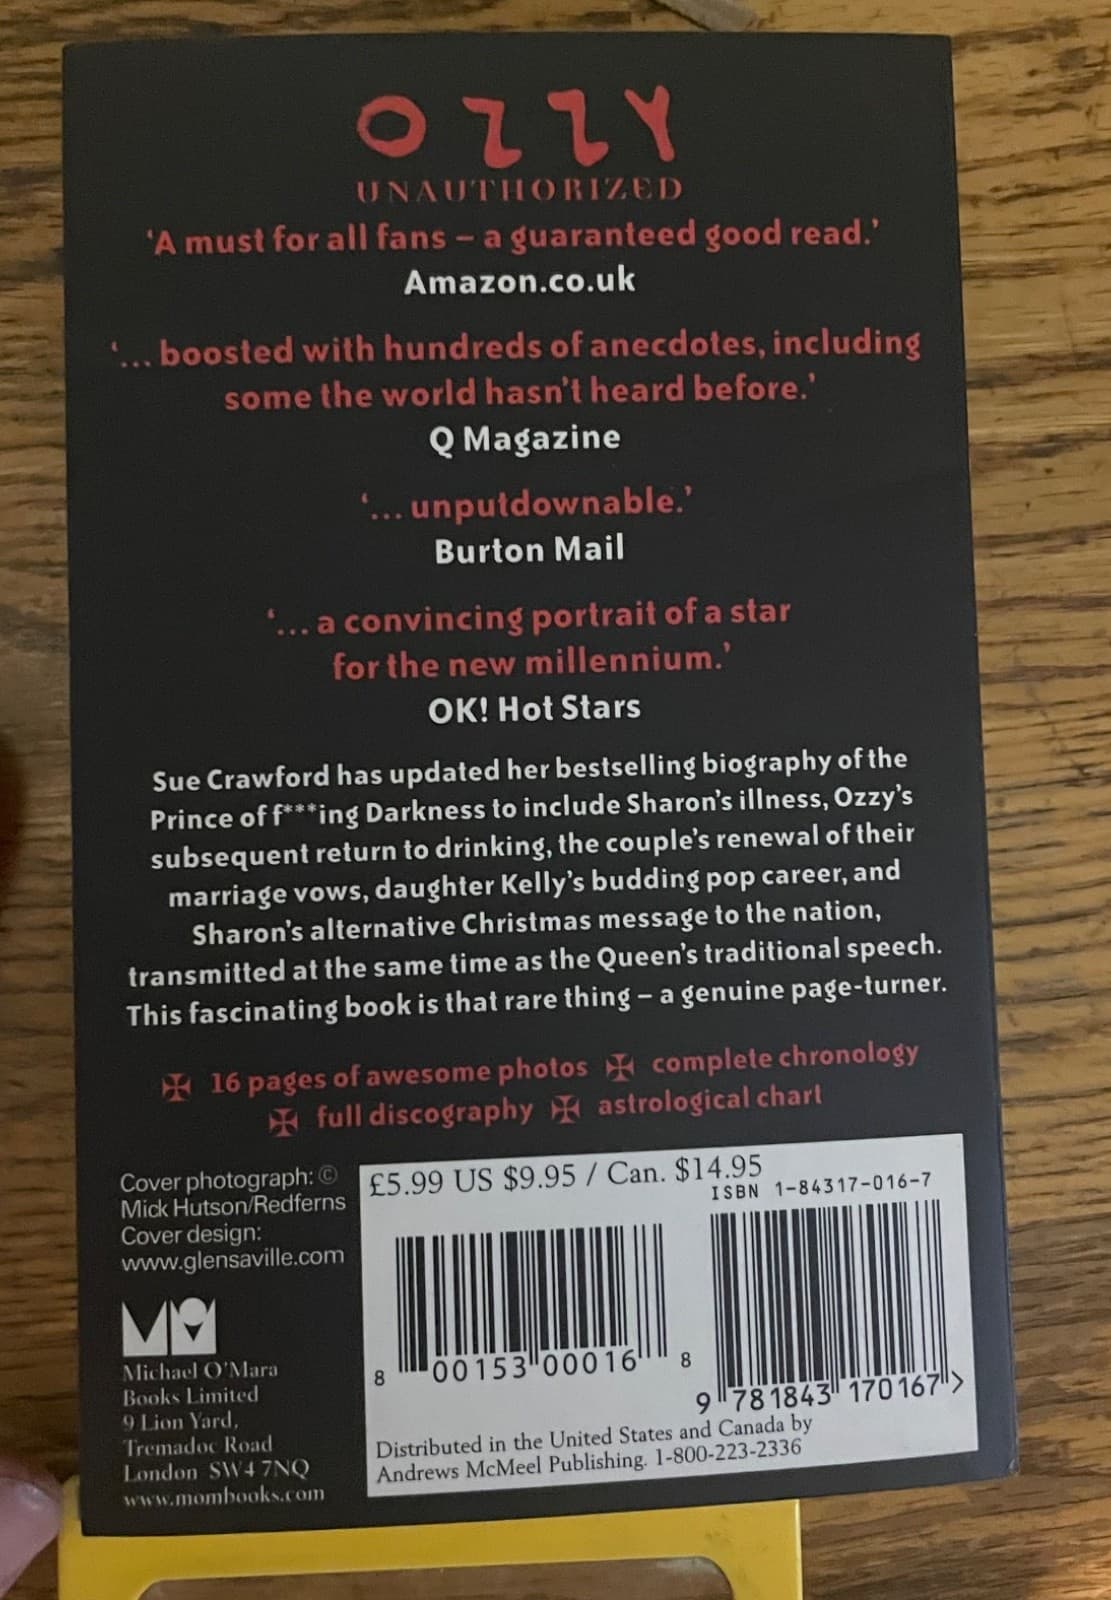 OZZY
UNAUTHORIZED
‘A must for all fans – a guaranteed good read.’
Amazon.co.uk
‘... boosted with hundreds of anecdotes, including
some the world hasn't heard before.’
Q Magazine
‘... unputdownable.’
Burton Mail
‘... a convincing portrait of a star
for the new millennium.’
OK! Hot Stars
Sue Crawford has updated her bestselling biography of the
Prince of f***ing Darkness to include Sharon's illness, Ozzy's
subsequent return to drinking, the couple's renewal of their
marriage vows, daughter Kelly's budding pop career, and
Sharon's alternative Christmas message to the nation,
transmitted at the same time as the Queen's traditional speech.
This fascinating book is that rare thing – a genuine page-turner.
✠ 16 pages of awesome photos ✠ complete chronology
✠ full discography ✠ astrological chart
Cover photograph: ©
Mick Hutson/Redferns
Cover design:
www.glensaville.com
Michael O'Mara
Books Limited
9 Lion Yard,
Tremadoc Road
London SW4 7NQ
www.mombooks.com
£5.99 US $9.95 / Can. $14.95
ISBN 1-84317-016-7
8 00153 00016 8
9 781843 170167 >
Distributed in the United States and Canada by
Andrews McMeel Publishing. 1-800-223-2336